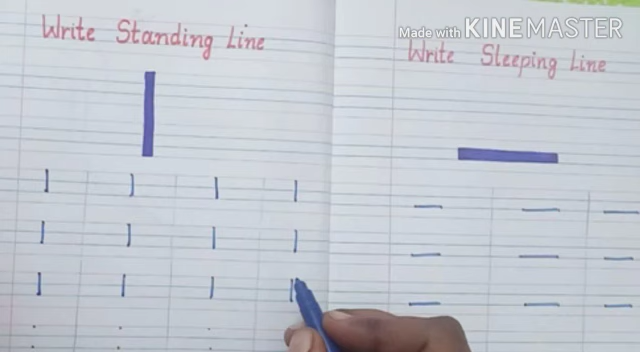 Made with KINEMASTER
Write Standing Line
Write Sleeping Line